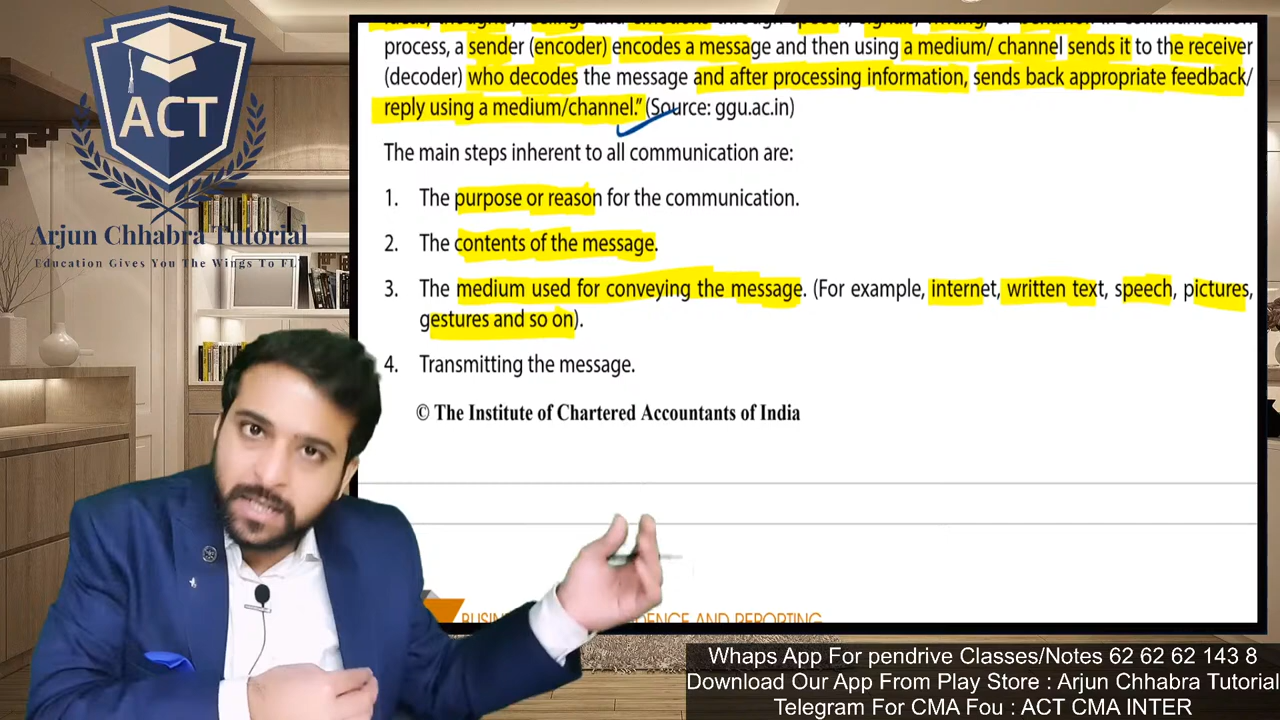 ACT
Arjun Chhabra Tutorial
Education Gives You The Wings To
process, a sender (encoder) encodes a message and then using a medium/ channel sends it to the receiver
(decoder) who decodes the message and after processing information, sends back appropriate feedback/
reply using a medium/channel." (Source: ggu.ac.in)
The main steps inherent to all communication are:
1. The purpose or reason for the communication.
2. The contents of the message.
3. The medium used for conveying the message. (For example, internet, written text, speech, pictures,
gestures and so on).
4. Transmitting the message.
© The Institute of Chartered Accountants of India
AND REPORTING
Whaps App For pendrive Classes/Notes 62 62 62 143 8
Download Our App From Play Store : Arjun Chhabra Tutorial
Telegram For CMA Fou : ACT CMA INTER